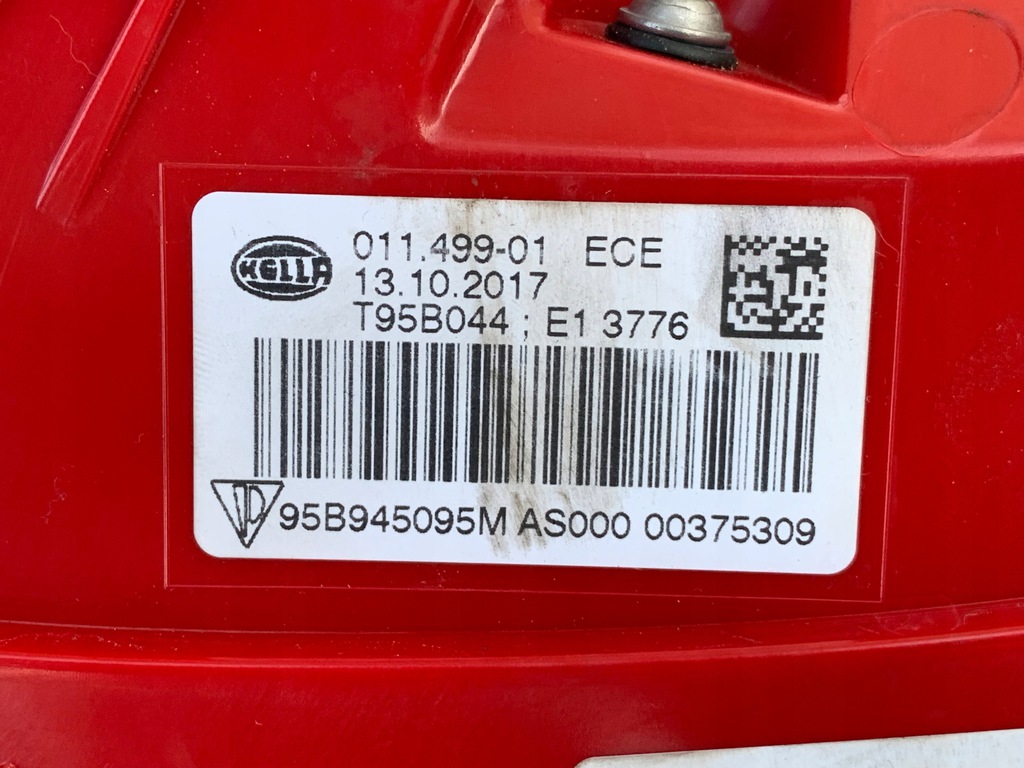 HELLA
011.499-01 ECE
13.10.2017
T95B044 ; E1 3776
95B945095M AS000 00375309